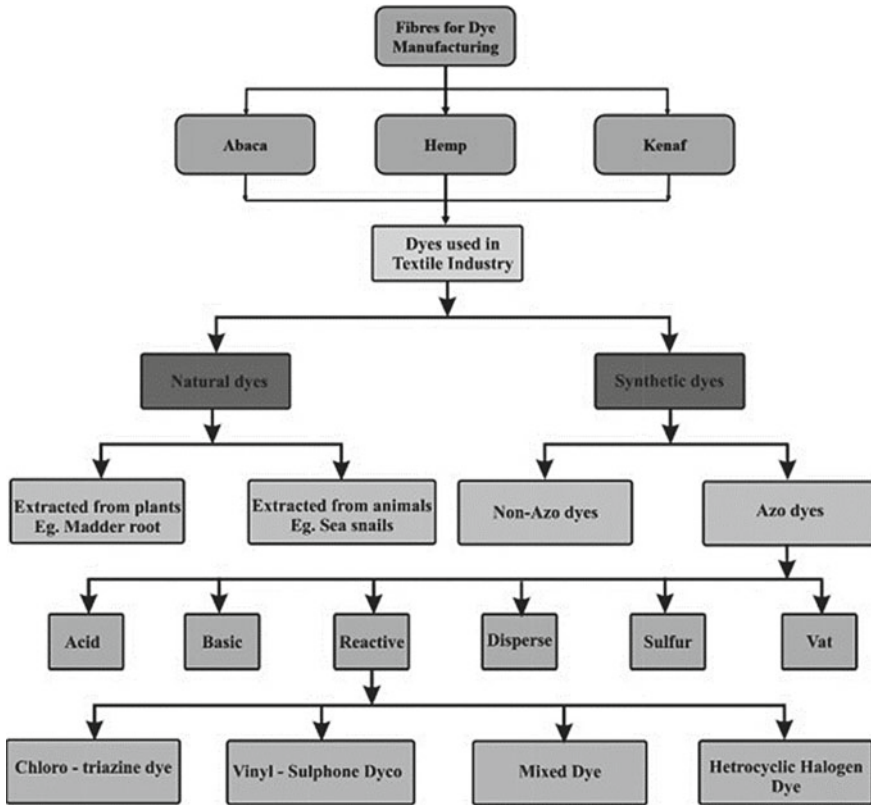 Fibres for Dye
Manufacturing
Abaca
Hemp
Kenaf
Dyes used in
Textile Industry
Natural dyes
Synthetic dyes
Extracted from plants
Eg. Madder root
Extracted from animals
Eg. Sea snails
Non-Azo dyes
Azo dyes
Acid
Basic
Reactive
Disperse
Sulfur
Vat
Chloro - triazine dye
Vinyl - Sulphone Dyco
Mixed Dye
Hetrocyclic Halogen
Dye